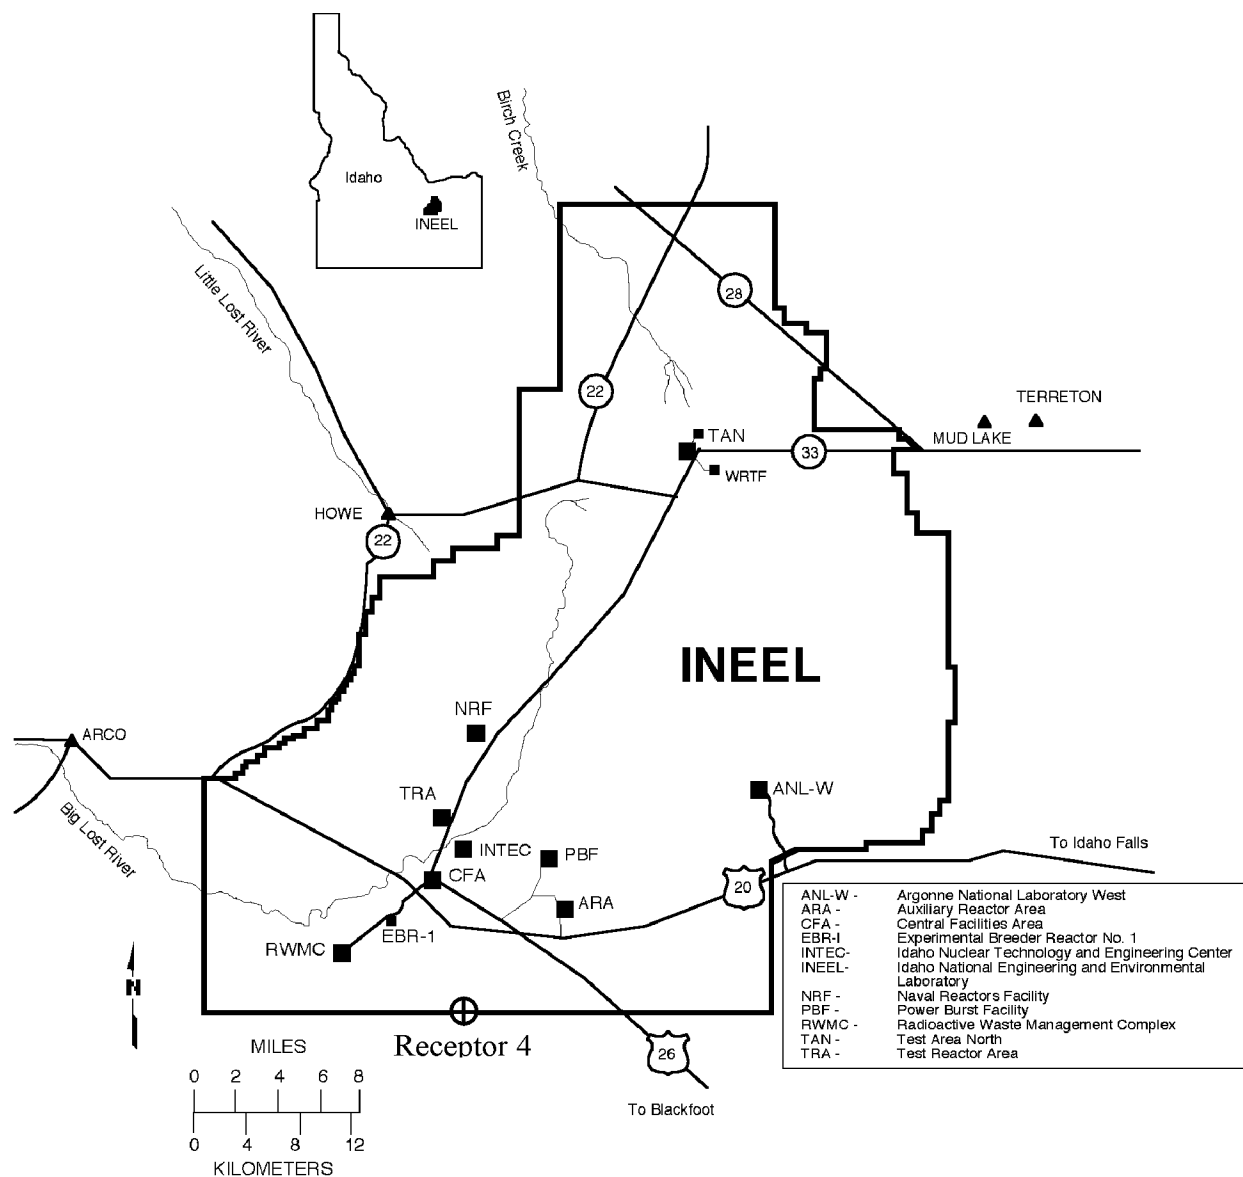 Idaho
INEEL
Birch Creek
Little Lost River
28
22
TERRETON
MUD LAKE
TAN
33
WRTF
HOWE
22
INEEL
NRF
ARCO
ANL-W
TRA
Big Lost River
INTEC
PBF
To Idaho Falls
CFA
20
ARA
EBR-1
RWMC
ANL-W - Argonne National Laboratory West
ARA - Auxiliary Reactor Area
CFA - Central Facilities Area
EBR-I Experimental Breeder Reactor No. 1
INTEC- Idaho Nuclear Technology and Engineering Center
INEEL- Idaho National Engineering and Environmental
Laboratory
NRF - Naval Reactors Facility
PBF - Power Burst Facility
RWMC - Radioactive Waste Management Complex
TAN - Test Area North
TRA - Test Reactor Area
N
Receptor 4
26
To Blackfoot
MILES
0 2 4 6 8
0 4 8 12
KILOMETERS